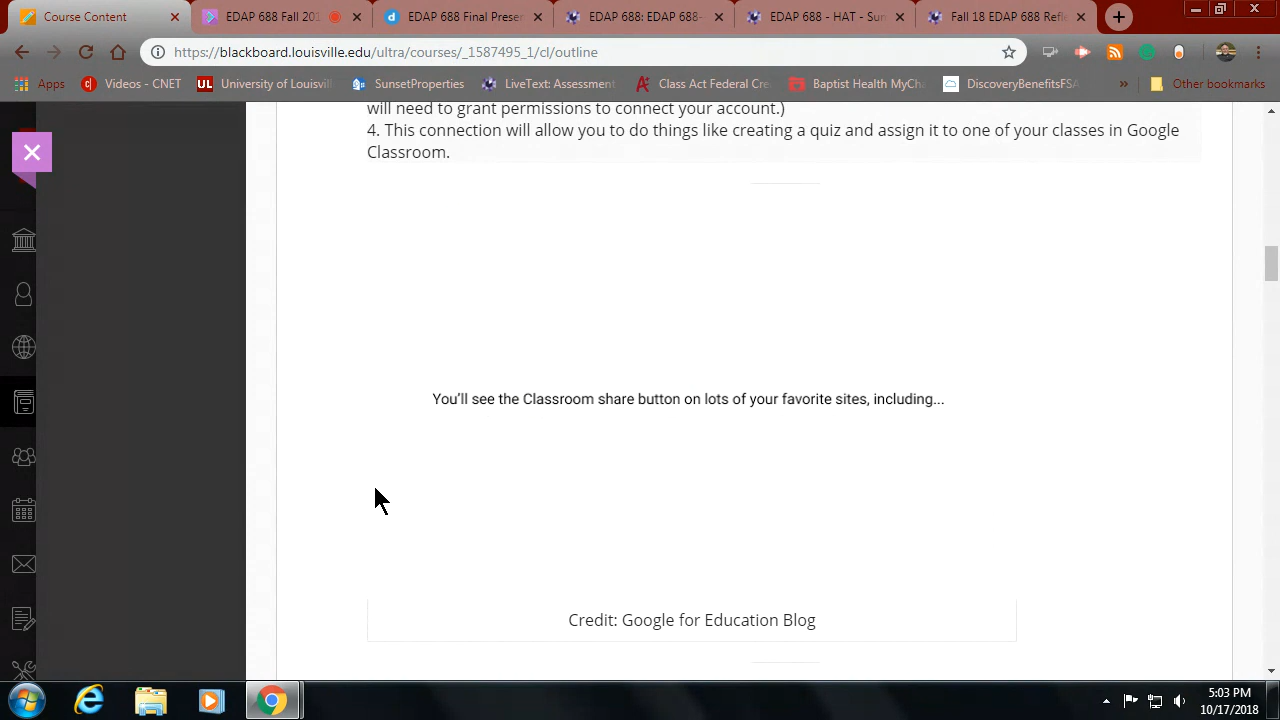 Course Content
EDAP 688 Fall 201
EDAP 688 Final Presen
EDAP 688: EDAP 688-
EDAP 688 - HAT - Sun
Fall 18 EDAP 688 Refle
https://blackboard.louisville.edu/ultra/courses/_1587495_1/cl/outline
Apps
Videos - CNET
UL
University of Louisvill
SunsetProperties
LiveText: Assessment
Class Act Federal Cre
Baptist Health MyCha
DiscoveryBenefitsFSA
»
Other bookmarks
will need to grant permissions to connect your account.)
4. This connection will allow you to do things like creating a quiz and assign it to one of your classes in Google
Classroom.
You'll see the Classroom share button on lots of your favorite sites, including...
Credit: Google for Education Blog
5:03 PM
10/17/2018